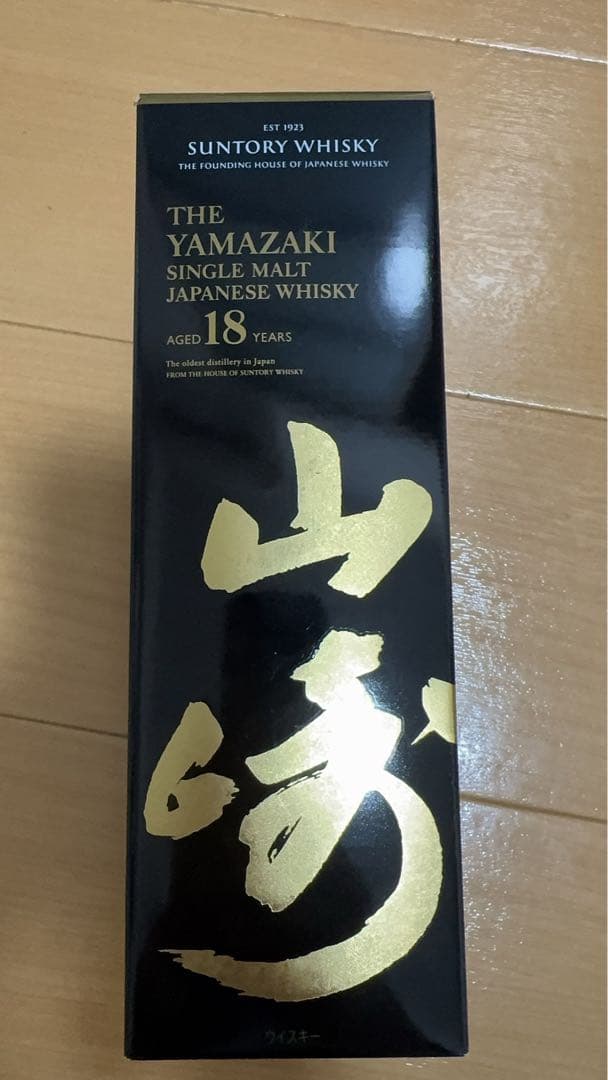 EST 1923
SUNTORY WHISKY
THE FOUNDING HOUSE OF JAPANESE WHISKY
THE
YAMAZAKI
SINGLE MALT
JAPANESE WHISKY
AGED 18 YEARS
The oldest distillery in Japan
FROM THE HOUSE OF SUNTORY WHISKY
山
崎
ウイスキー